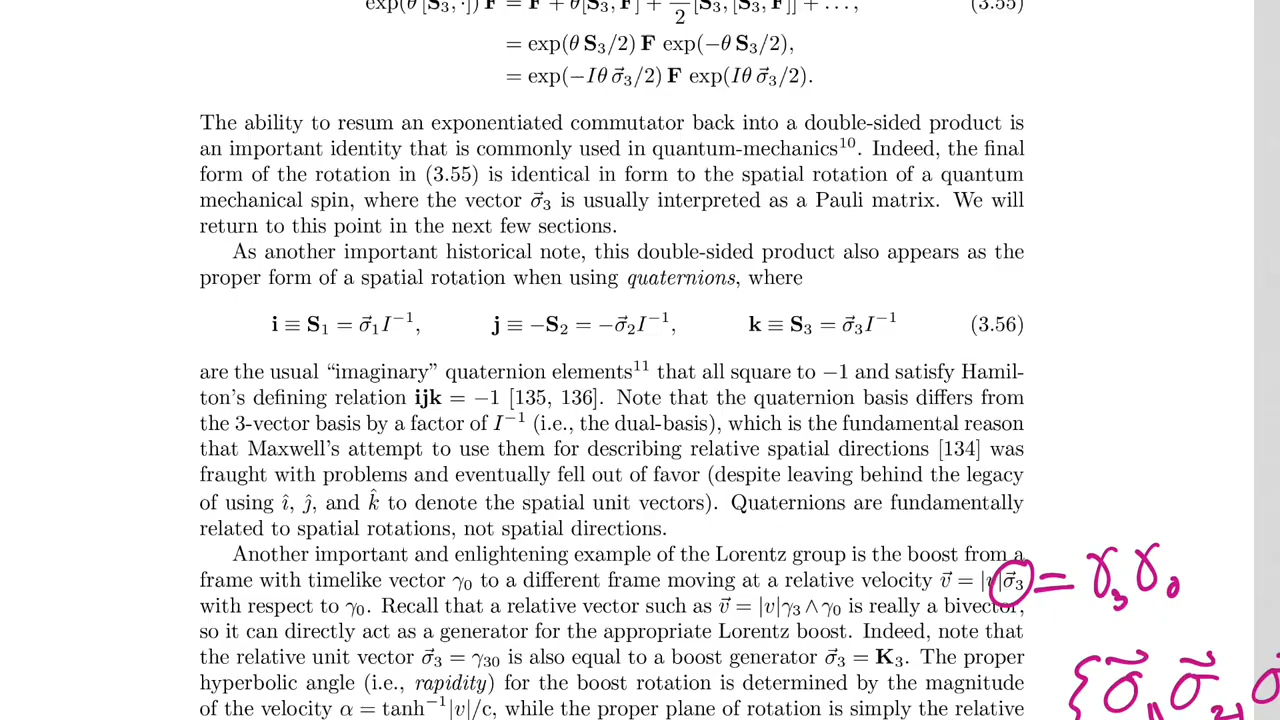 exp(θ [S₃, ·]) F = F + θ[S₃, F] + —/2 [S₃, [S₃, F]] + . . . , (3.55)
= exp(θ S₃/2) F exp(−θ S₃/2),
= exp(−Iθ σ⃗₃/2) F exp(Iθ σ⃗₃/2).
The ability to resum an exponentiated commutator back into a double-sided product is
an important identity that is commonly used in quantum-mechanics¹⁰. Indeed, the final
form of the rotation in (3.55) is identical in form to the spatial rotation of a quantum
mechanical spin, where the vector σ⃗₃ is usually interpreted as a Pauli matrix. We will
return to this point in the next few sections.
As another important historical note, this double-sided product also appears as the
proper form of a spatial rotation when using quaternions, where
i ≡ S₁ = σ⃗₁I⁻¹, j ≡ −S₂ = −σ⃗₂I⁻¹, k ≡ S₃ = σ⃗₃I⁻¹ (3.56)
are the usual “imaginary” quaternion elements¹¹ that all square to −1 and satisfy Hamil-
ton’s defining relation ijk = −1 [135, 136]. Note that the quaternion basis differs from
the 3-vector basis by a factor of I⁻¹ (i.e., the dual-basis), which is the fundamental reason
that Maxwell’s attempt to use them for describing relative spatial directions [134] was
fraught with problems and eventually fell out of favor (despite leaving behind the legacy
of using î, ĵ, and k̂ to denote the spatial unit vectors). Quaternions are fundamentally
related to spatial rotations, not spatial directions.
Another important and enlightening example of the Lorentz group is the boost from a
frame with timelike vector γ₀ to a different frame moving at a relative velocity v⃗ = |v|σ⃗₃ = γ₃γ₀
with respect to γ₀. Recall that a relative vector such as v⃗ = |v|γ₃ ∧ γ₀ is really a bivector,
so it can directly act as a generator for the appropriate Lorentz boost. Indeed, note that
the relative unit vector σ⃗₃ = γ₃₀ is also equal to a boost generator σ⃗₃ = K₃. The proper
{σ⃗₁, σ⃗₂, σ⃗
hyperbolic angle (i.e., rapidity) for the boost rotation is determined by the magnitude
of the velocity α = tanh⁻¹|v|/c, while the proper plane of rotation is simply the relative